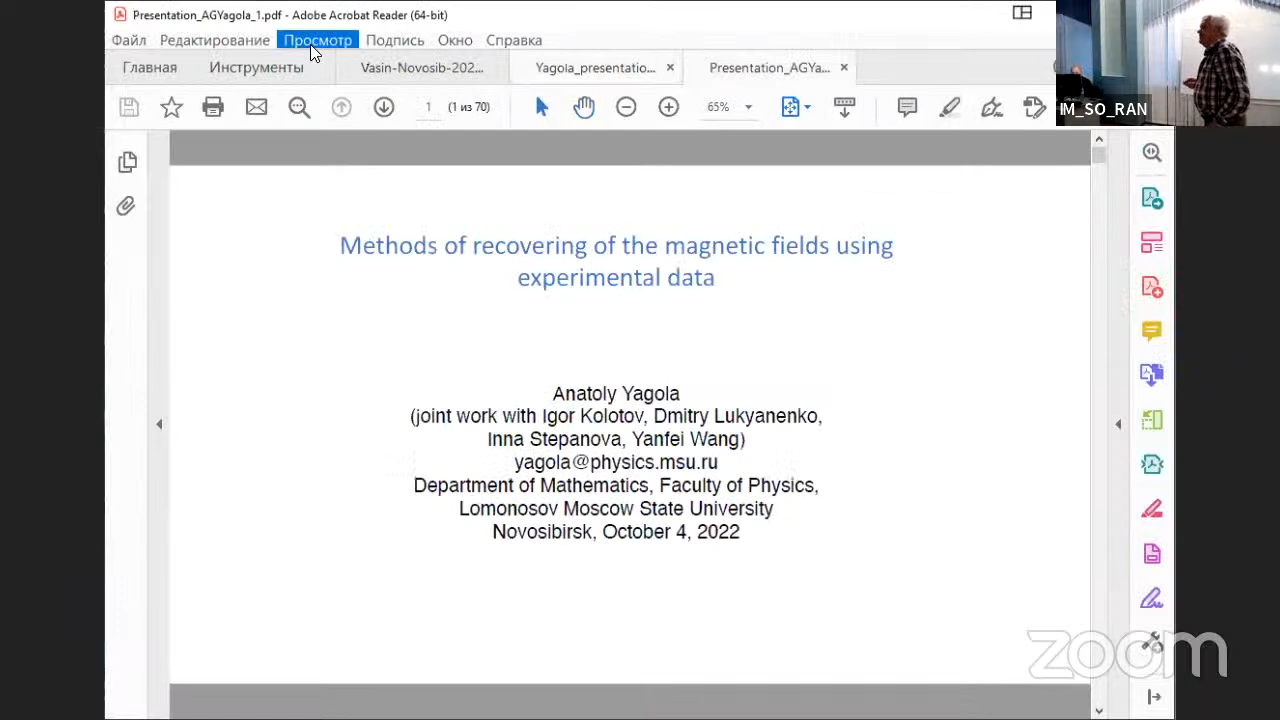 Presentation_AGYagola_1.pdf - Adobe Acrobat Reader (64-bit)
Файл Редактирование Просмотр Подпись Окно Справка
Главная Инструменты Vasin-Novosib-202... Yagola_presentatio... Presentation_AGYa...
1 (1 из 70) 65%
IM_SO_RAN
Methods of recovering of the magnetic fields using
experimental data
Anatoly Yagola
(joint work with Igor Kolotov, Dmitry Lukyanenko,
Inna Stepanova, Yanfei Wang)
yagola@physics.msu.ru
Department of Mathematics, Faculty of Physics,
Lomonosov Moscow State University
Novosibirsk, October 4, 2022
zoom